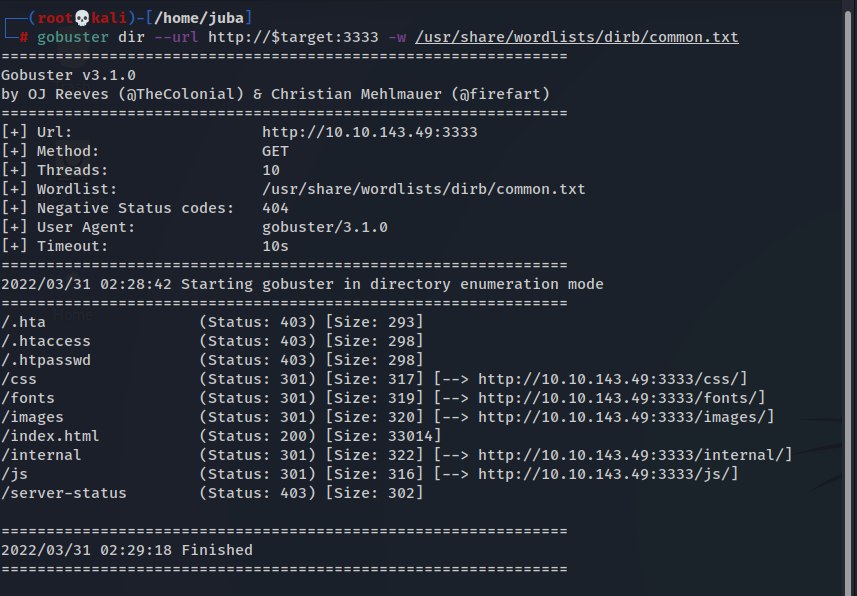 ┌──(root💀kali)-[/home/juba]
└─# gobuster dir --url http://$target:3333 -w /usr/share/wordlists/dirb/common.txt
===============================================================
Gobuster v3.1.0
by OJ Reeves (@TheColonial) & Christian Mehlmauer (@firefart)
===============================================================
[+] Url:                     http://10.10.143.49:3333
[+] Method:                  GET
[+] Threads:                 10
[+] Wordlist:                /usr/share/wordlists/dirb/common.txt
[+] Negative Status codes:   404
[+] User Agent:              gobuster/3.1.0
[+] Timeout:                 10s
===============================================================
2022/03/31 02:28:42 Starting gobuster in directory enumeration mode
===============================================================
Home
/.hta                 (Status: 403) [Size: 293]
/.htaccess            (Status: 403) [Size: 298]
/.htpasswd            (Status: 403) [Size: 298]
/css                  (Status: 301) [Size: 317] [--> http://10.10.143.49:3333/css/]
/fonts                (Status: 301) [Size: 319] [--> http://10.10.143.49:3333/fonts/]
/images               (Status: 301) [Size: 320] [--> http://10.10.143.49:3333/images/]
/index.html           (Status: 200) [Size: 33014]
/internal             (Status: 301) [Size: 322] [--> http://10.10.143.49:3333/internal/]
/js                   (Status: 301) [Size: 316] [--> http://10.10.143.49:3333/js/]
/server-status        (Status: 403) [Size: 302]
===============================================================
2022/03/31 02:29:18 Finished
===============================================================